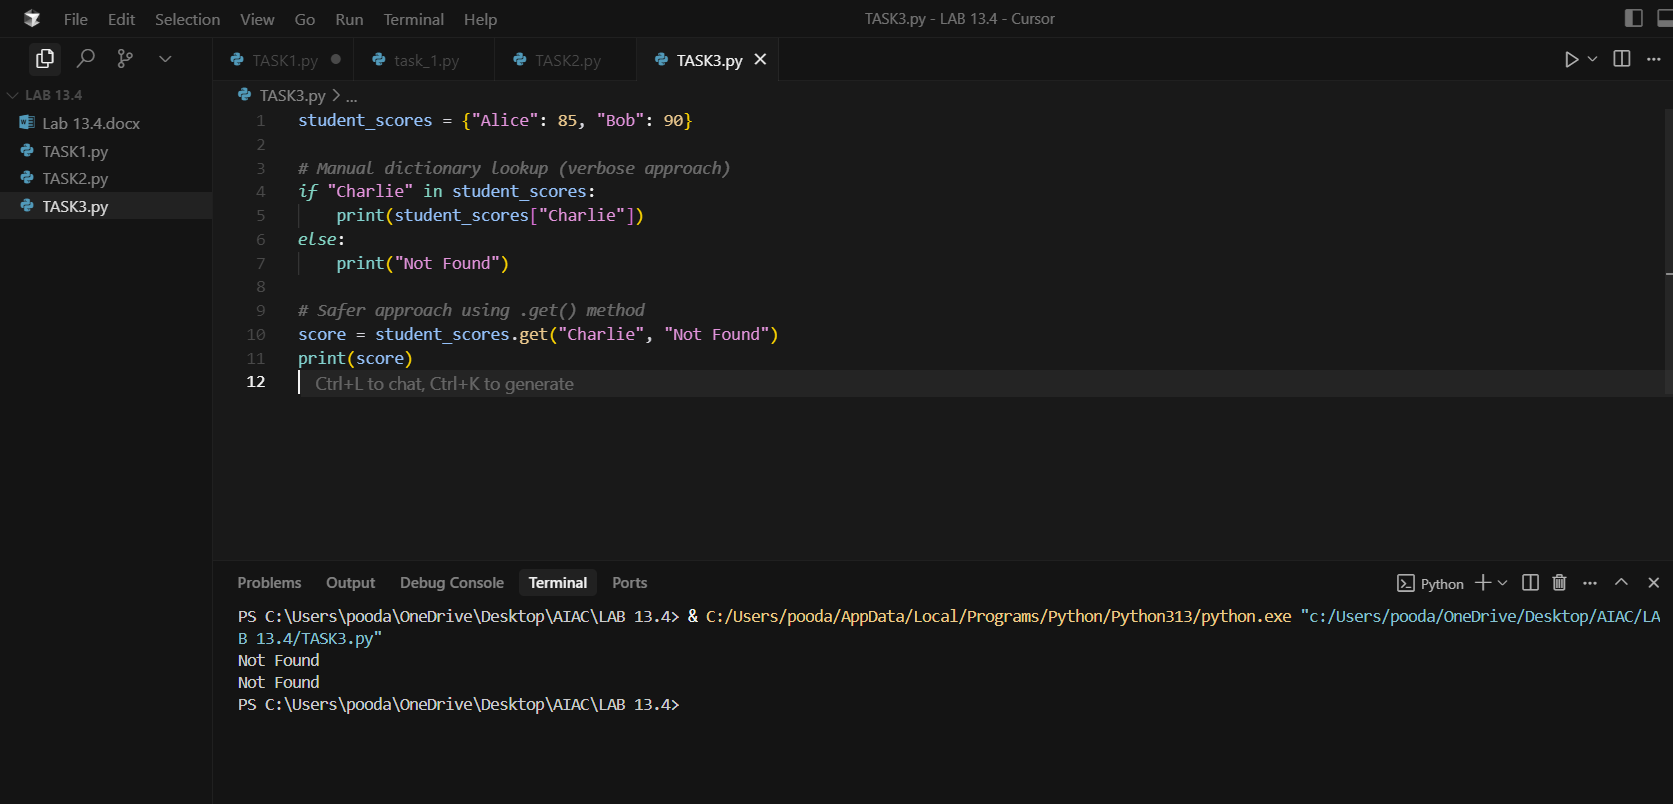 File Edit Selection View Go Run Terminal Help
TASK3.py - LAB 13.4 - Cursor
TASK1.py
task_1.py
TASK2.py
TASK3.py
LAB 13.4
Lab 13.4.docx
TASK1.py
TASK2.py
TASK3.py
TASK3.py > ...
1 student_scores = {"Alice": 85, "Bob": 90}
2
3 # Manual dictionary lookup (verbose approach)
4 if "Charlie" in student_scores:
5     print(student_scores["Charlie"])
6 else:
7     print("Not Found")
8
9 # Safer approach using .get() method
10 score = student_scores.get("Charlie", "Not Found")
11 print(score)
12 Ctrl+L to chat, Ctrl+K to generate
Problems Output Debug Console Terminal Ports
Python
PS C:\Users\pooda\OneDrive\Desktop\AIAC\LAB 13.4> & C:/Users/pooda/AppData/Local/Programs/Python/Python313/python.exe "c:/Users/pooda/OneDrive/Desktop/AIAC/LA
B 13.4/TASK3.py"
Not Found
Not Found
PS C:\Users\pooda\OneDrive\Desktop\AIAC\LAB 13.4>